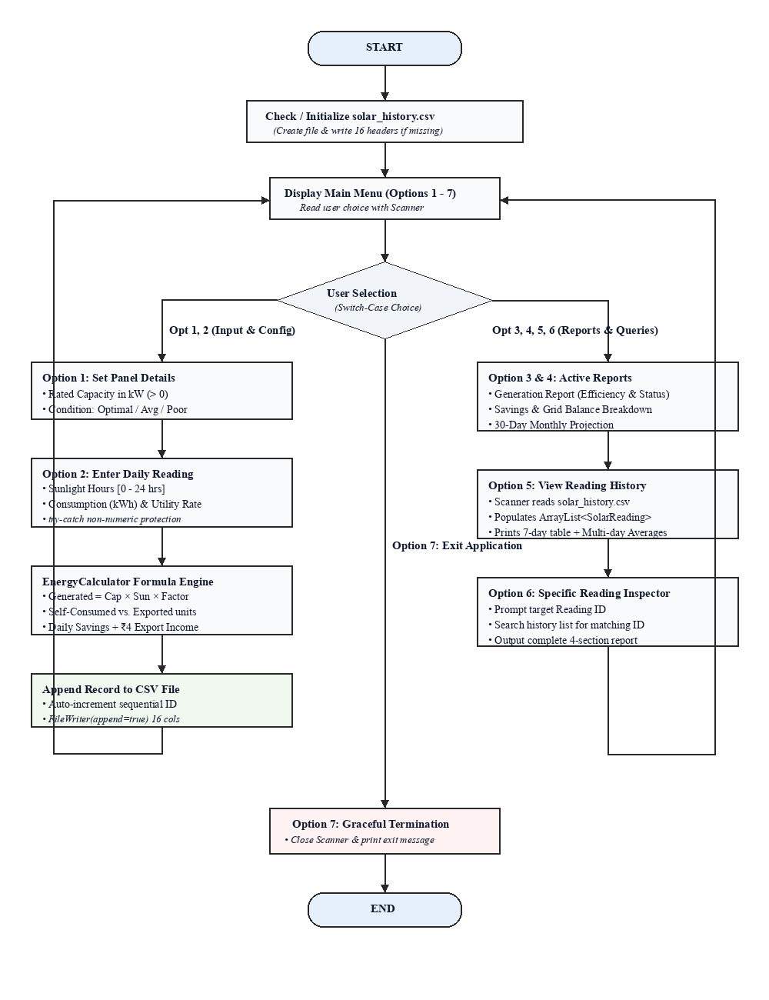 START
Check / Initialize solar_history.csv
(Create file & write 16 headers if missing)
Display Main Menu (Options 1 - 7)
Read user choice with Scanner
User Selection
(Switch-Case Choice)
Opt 1, 2 (Input & Config)
Opt 3, 4, 5, 6 (Reports & Queries)
Option 1: Set Panel Details
• Rated Capacity in kW (> 0)
• Condition: Optimal / Avg / Poor
Option 2: Enter Daily Reading
• Sunlight Hours [0 - 24 hrs]
• Consumption (kWh) & Utility Rate
• try-catch non-numeric protection
EnergyCalculator Formula Engine
• Generated = Cap × Sun × Factor
• Self-Consumed vs. Exported units
• Daily Savings + ₹4 Export Income
Append Record to CSV File
• Auto-increment sequential ID
• FileWriter(append=true) 16 cols
Option 3 & 4: Active Reports
• Generation Report (Efficiency & Status)
• Savings & Grid Balance Breakdown
• 30-Day Monthly Projection
Option 5: View Reading History
• Scanner reads solar_history.csv
• Populates ArrayList<SolarReading>
• Prints 7-day table + Multi-day Averages
Option 7: Exit Application
Option 6: Specific Reading Inspector
• Prompt target Reading ID
• Search history list for matching ID
• Output complete 4-section report
Option 7: Graceful Termination
• Close Scanner & print exit message
END